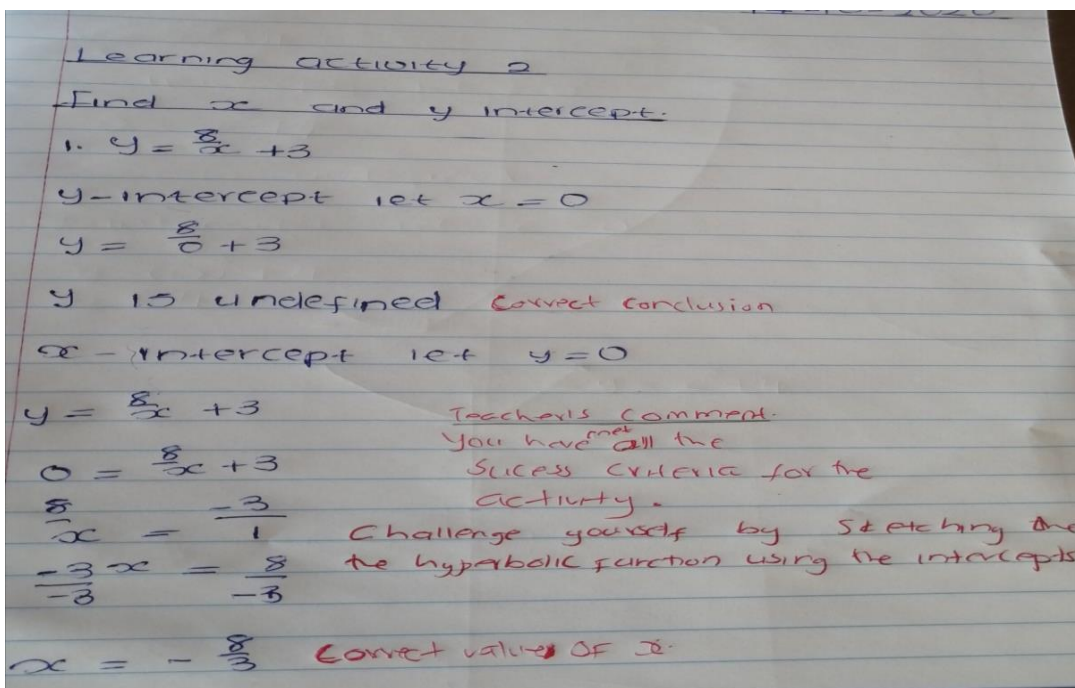 Learning activity 2
Find x and y intercept.
1. y = 8/x + 3
y-intercept let x = 0
y = 8/0 + 3
y is undefined Correct conclusion
x - intercept let y = 0
y = 8/x + 3
Teacher's comment.
You have met all the
0 = 8/x + 3
Sucess criteria for the
activity.
8/x = -3/1
Challenge yourself by sketching the
-3x/-3 = 8/-3
the hyperbolic function using the intercepts
x = - 8/3 Correct values OF x.